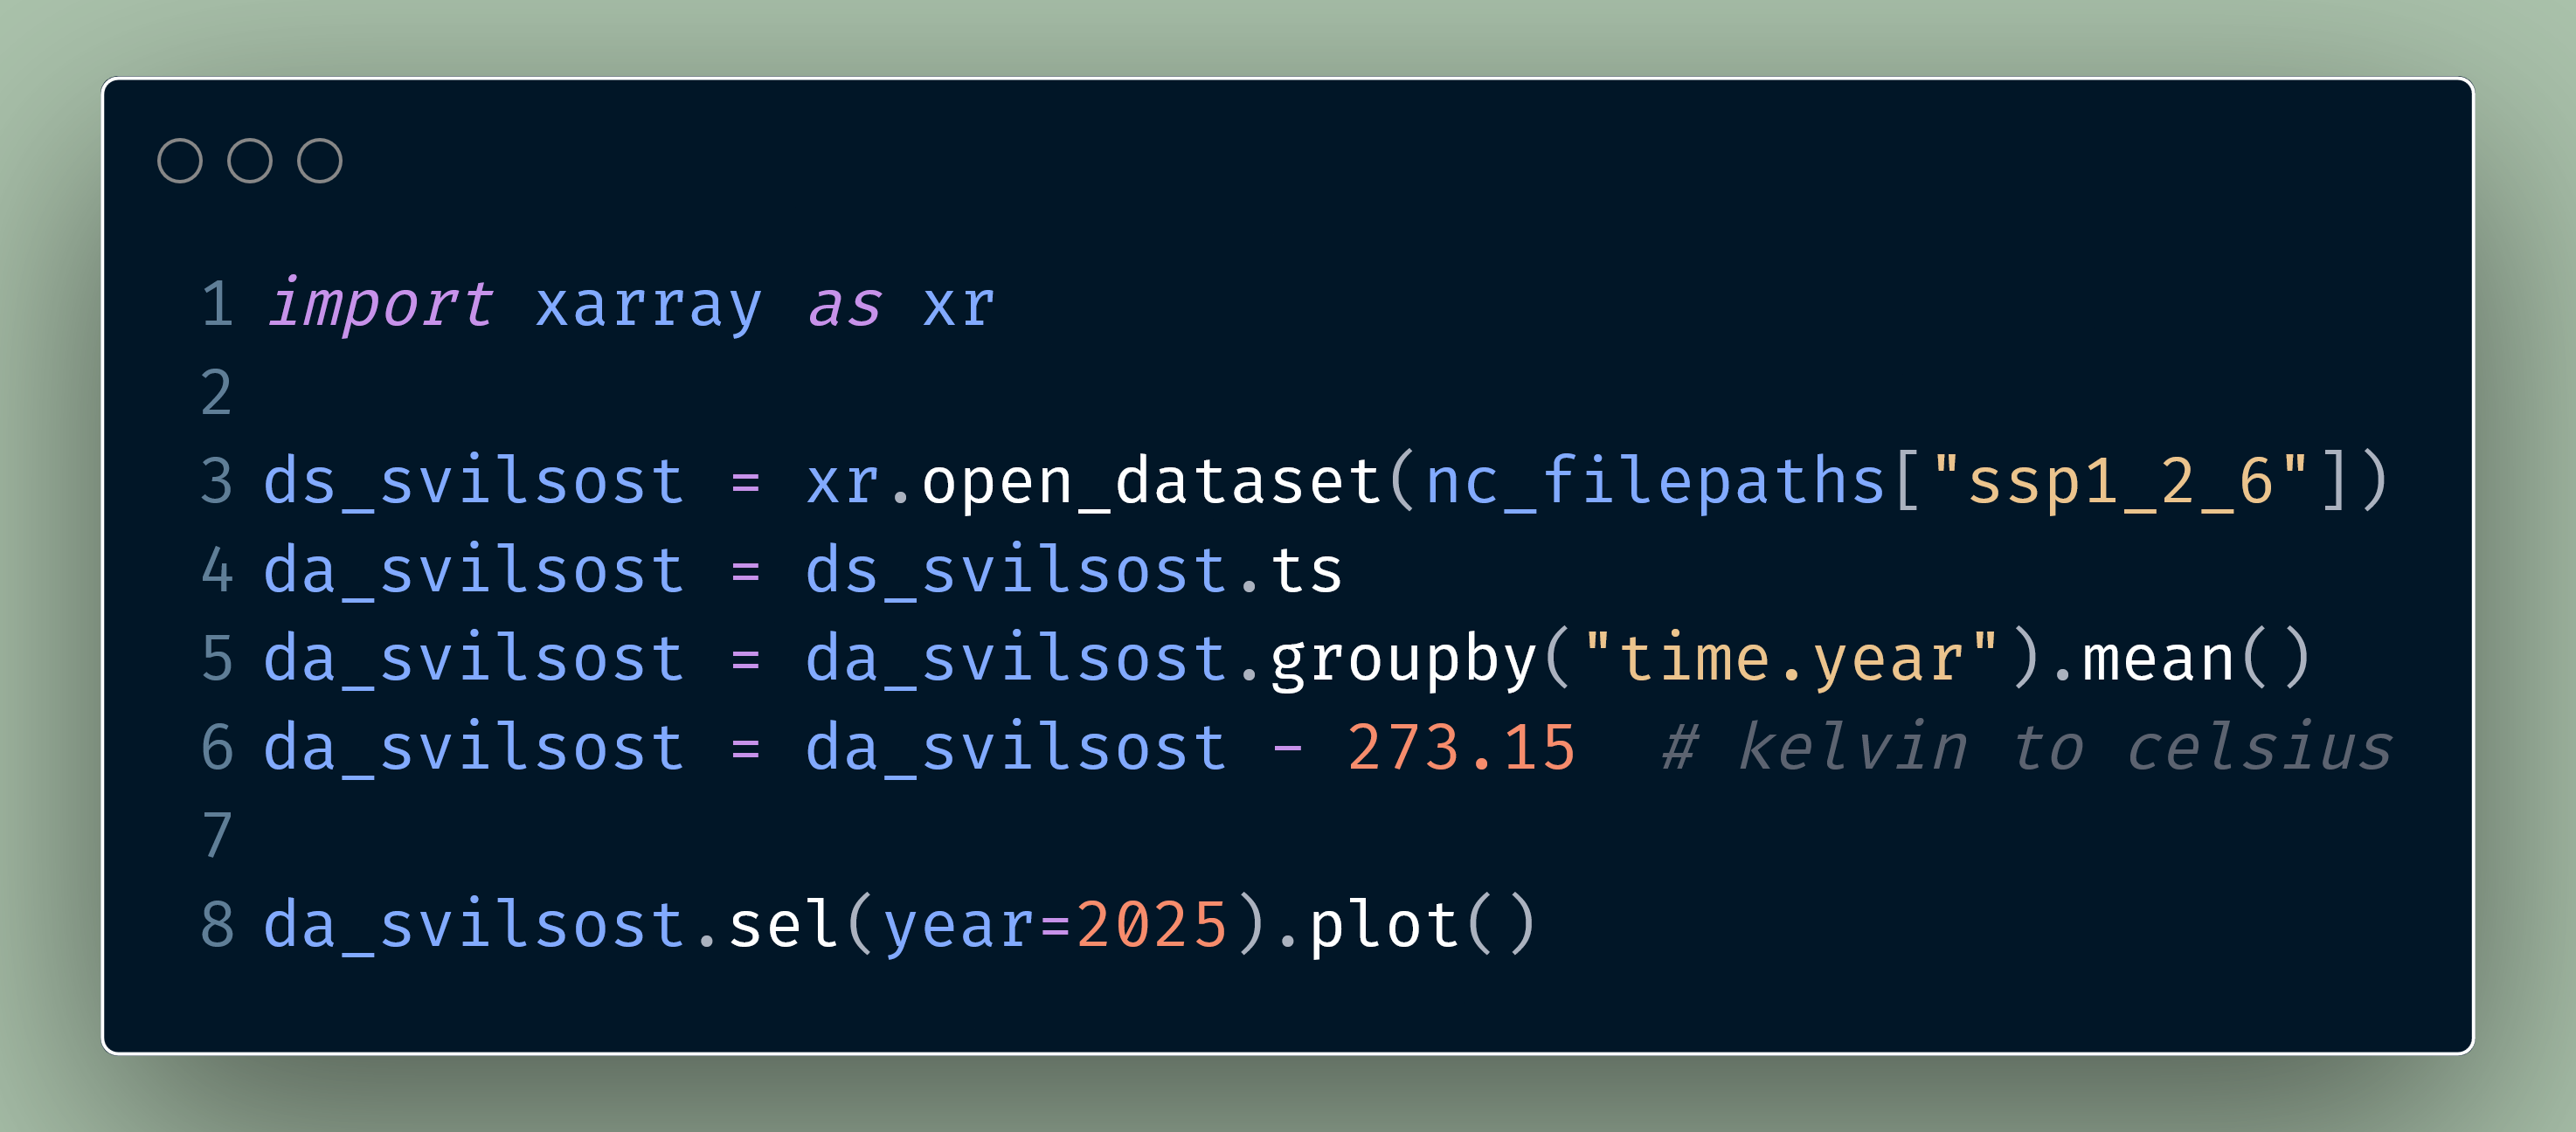 1 import xarray as xr
2
3 ds_svilsost = xr.open_dataset(nc_filepaths["ssp1_2_6"])
4 da_svilsost = ds_svilsost.ts
5 da_svilsost = da_svilsost.groupby("time.year").mean()
6 da_svilsost = da_svilsost - 273.15  # kelvin to celsius
7
8 da_svilsost.sel(year=2025).plot()